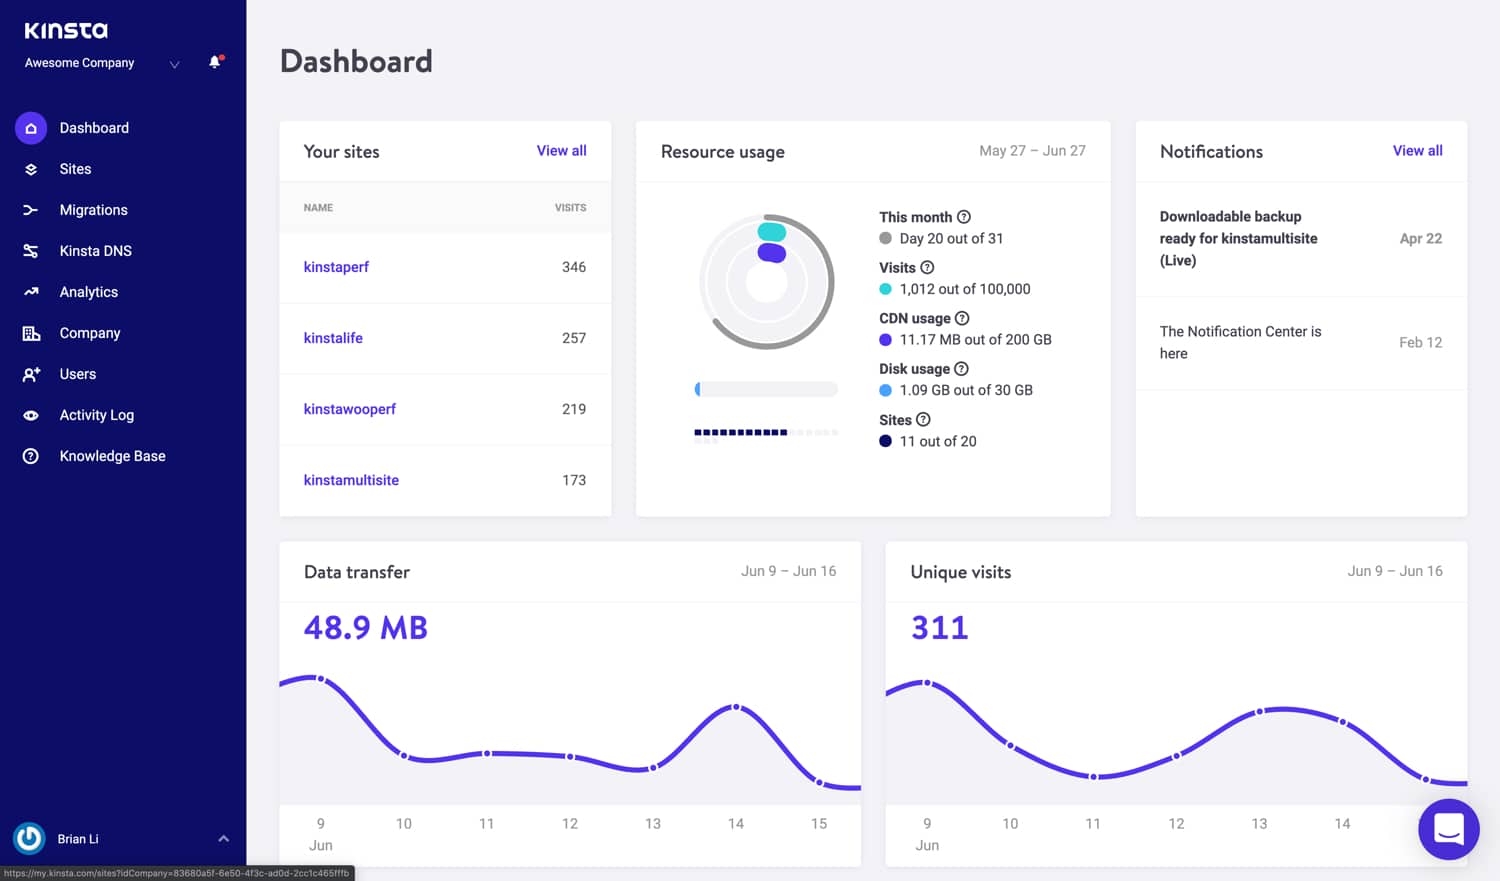 KINSTA
Awesome Company
Dashboard
Sites
Migrations
Kinsta DNS
Analytics
Company
Users
Activity Log
Knowledge Base
Brian Li
https://my.kinsta.com/sites?idCompany=83680a5f-6e50-4f3c-ad0d-2cc1c465fffb
Dashboard
Your sites View all
NAME VISITS
kinstaperf 346
kinstalife 257
kinstawooperf 219
kinstamultisite 173
Resource usage May 27 – Jun 27
This month ?
Day 20 out of 31
Visits ?
1,012 out of 100,000
CDN usage ?
11.17 MB out of 200 GB
Disk usage ?
1.09 GB out of 30 GB
Sites ?
11 out of 20
Notifications View all
Downloadable backup
ready for kinstamultisite Apr 22
(Live)
The Notification Center is
here Feb 12
Data transfer Jun 9 – Jun 16
48.9 MB
9 10 11 12 13 14 15
Jun
Unique visits Jun 9 – Jun 16
311
9 10 11 12 13 14
Jun